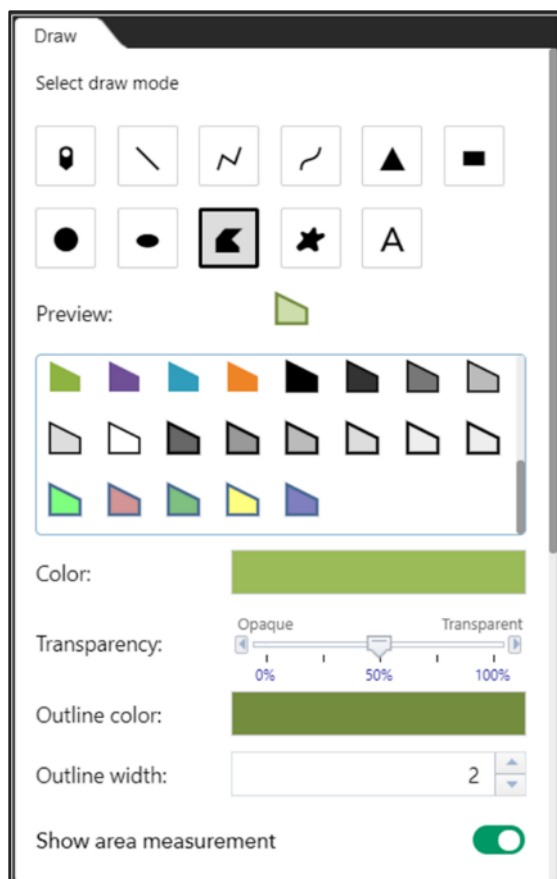 Draw
Select draw mode
A
Preview:
Color:
Opaque Transparent
Transparency:
0% 50% 100%
Outline color:
Outline width: 2
Show area measurement